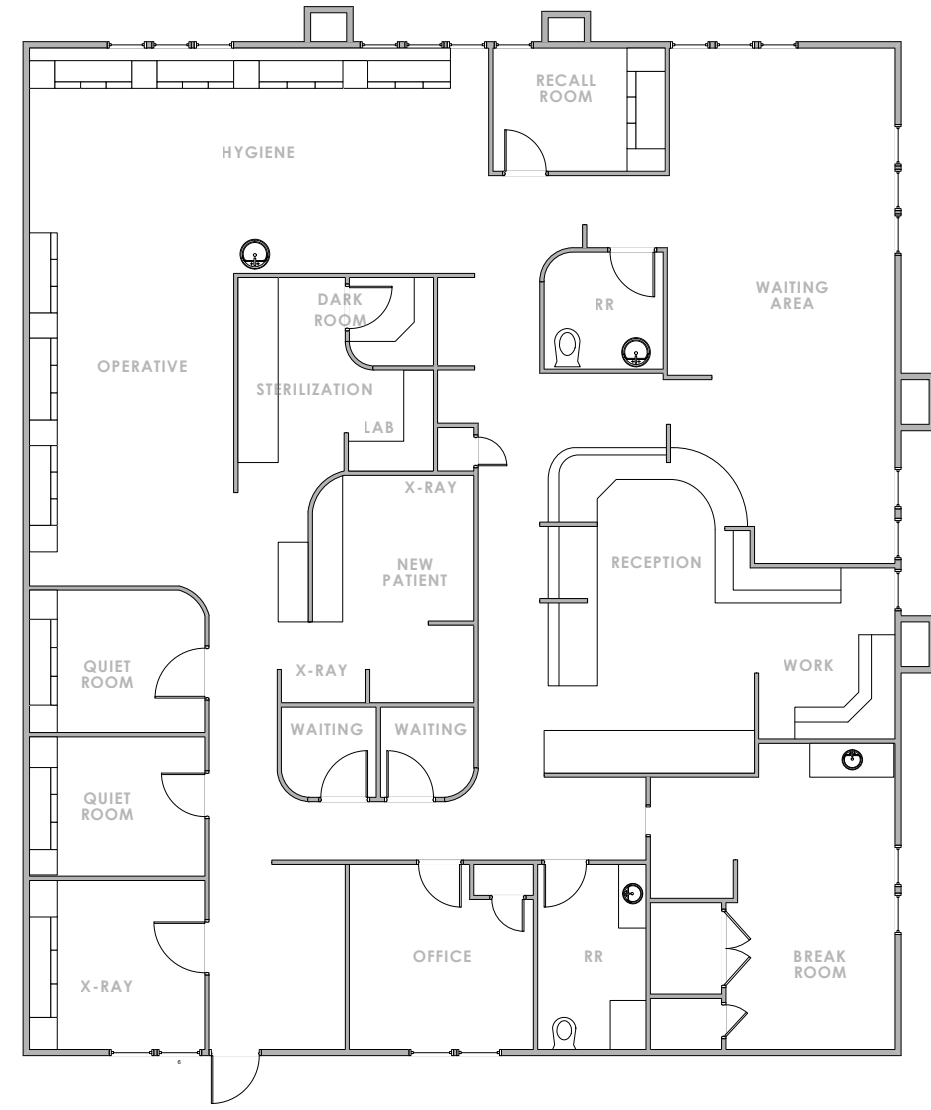 RECALL
ROOM
HYGIENE
WAITING
AREA
DARK
ROOM
RR
OPERATIVE
STERILIZATION
LAB
X-RAY
NEW
PATIENT
RECEPTION
QUIET
ROOM
X-RAY
WORK
WAITING
WAITING
QUIET
ROOM
OFFICE
RR
BREAK
ROOM
X-RAY
6